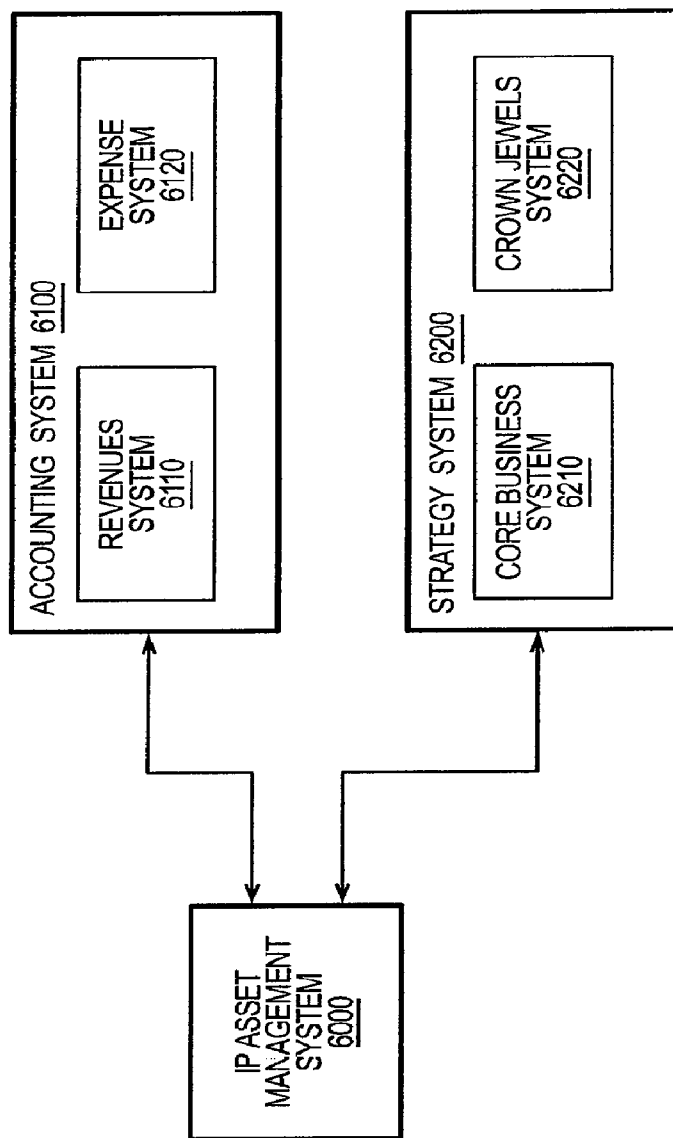 ACCOUNTING SYSTEM 6100
REVENUES
SYSTEM
6110
EXPENSE
SYSTEM
6120
IP ASSET
MANAGEMENT
SYSTEM
6000
STRATEGY SYSTEM 6200
CORE BUSINESS
SYSTEM
6210
CROWN JEWELS
SYSTEM
6220